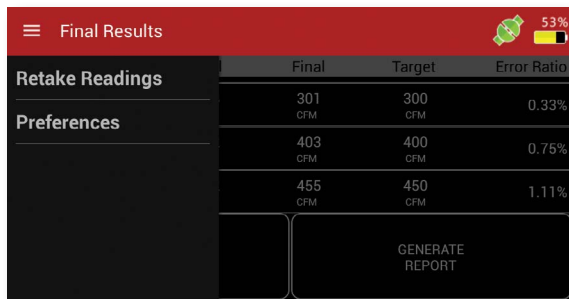 Final Results
53%
Retake Readings
Preferences
Final Target Error Ratio
301 300 0.33%
CFM CFM
403 400 0.75%
CFM CFM
455 450 1.11%
CFM CFM
GENERATE
REPORT